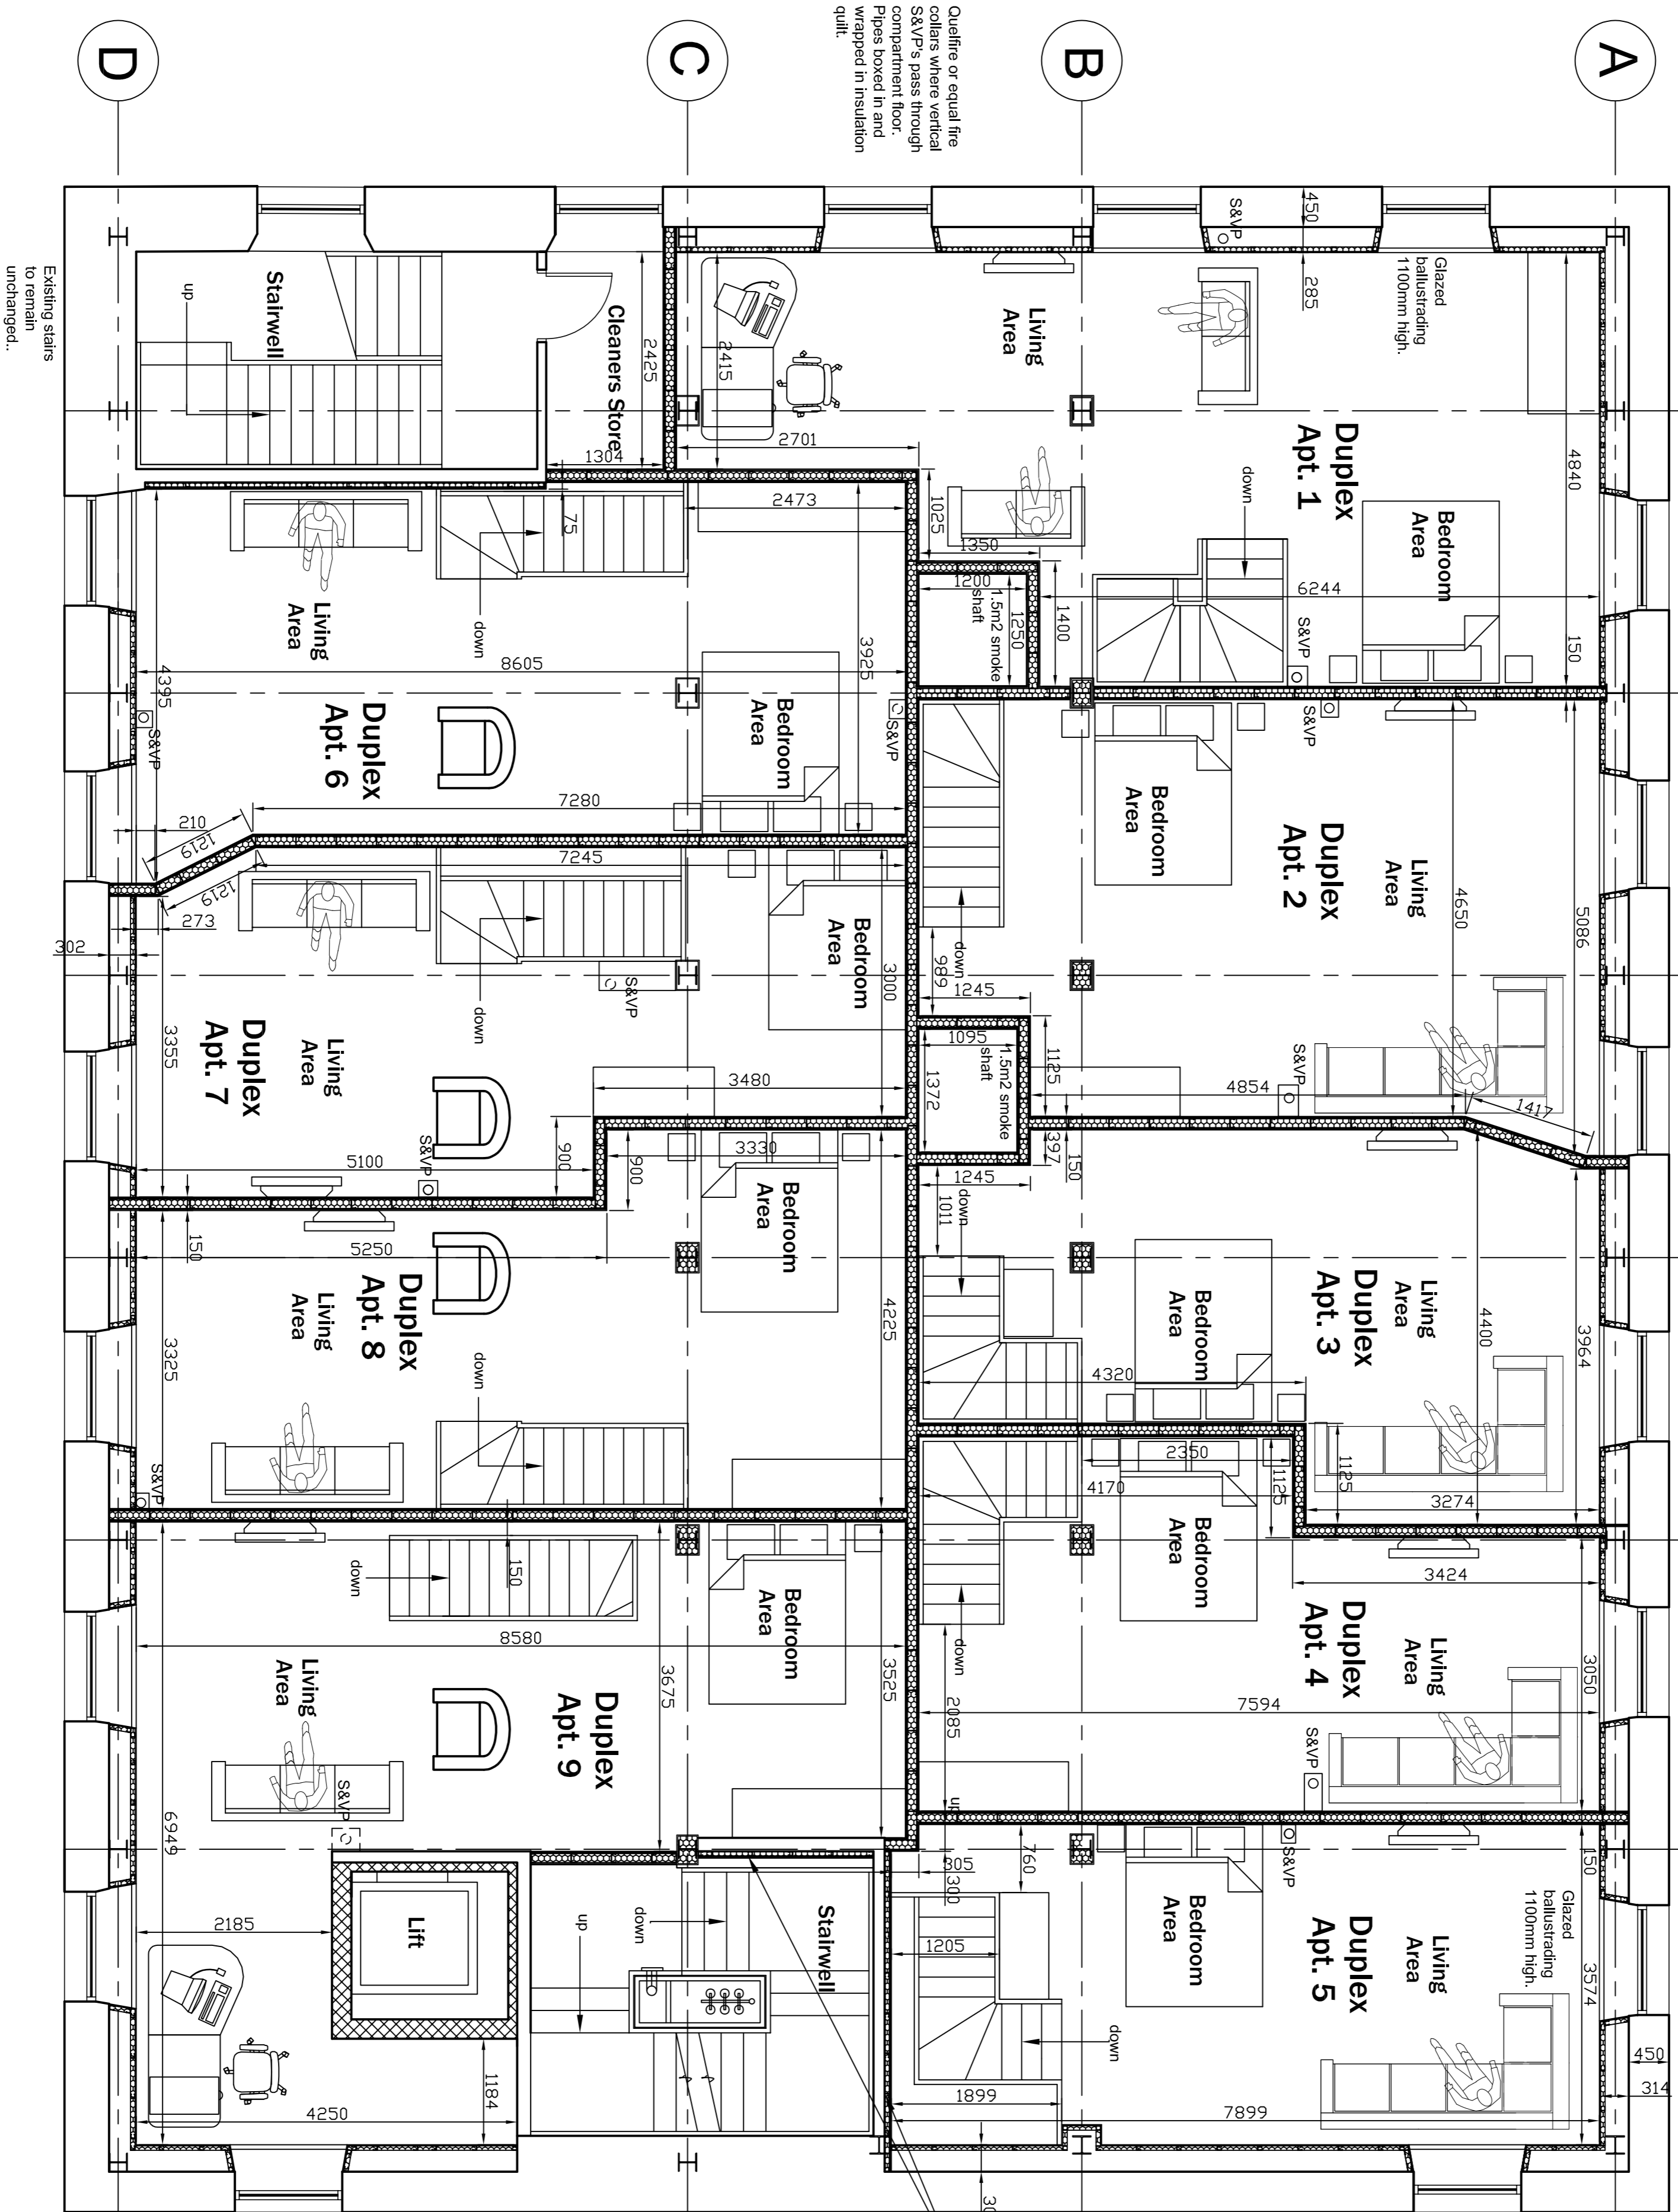 D
C
B
A
Quelfire or equal fire
collars where vertical
S&VP's pass through
compartment floor.
Pipes boxed in and
wrapped in insulation
quilt.
Existing stairs
to remain
unchanged..
Glazed
ballustrading
1100mm high.
450
285
S&VP
4840
Duplex
Apt. 1
Living
Area
Bedroom
Area
down
6244
150
S&VP
2415
2701
1025
1350
1200
1400
1250
1.5m2 smoke
shaft
Stairwell
up
Cleaners Store
2425
1304
75
2473
Duplex
Apt. 6
Living
Area
Bedroom
Area
down
8605
3925
4395
S&VP
S&VP
7280
210
1219
1219
Duplex
Apt. 2
Living
Area
Bedroom
Area
S&VP
4650
5086
down
989
1245
1095
1125
1372
1.5m2 smoke
shaft
4854
S&VP
1417
Duplex
Apt. 7
Living
Area
Bedroom
Area
down
7245
273
302
3355
3000
S&VP
3480
S&VP
5100
900
900
150
Duplex
Apt. 3
Living
Area
Bedroom
Area
397
150
1245
1011
down
4320
4400
3964
3274
1125
Duplex
Apt. 8
Living
Area
Bedroom
Area
3330
5250
4225
3325
down
S&VP
Duplex
Apt. 4
Living
Area
Bedroom
Area
2350
4170
1125
3424
3050
7594
2085
down
S&VP
up
Duplex
Apt. 9
Living
Area
Bedroom
Area
down
150
8580
3675
3525
6949
S&VP
Lift
2185
1184
4250
Stairwell
down
up
Duplex
Apt. 5
Living
Area
Bedroom
Area
Glazed
ballustrading
1100mm high.
S&VP
150
3574
760
305
300
1205
1899
7899
down
450
314